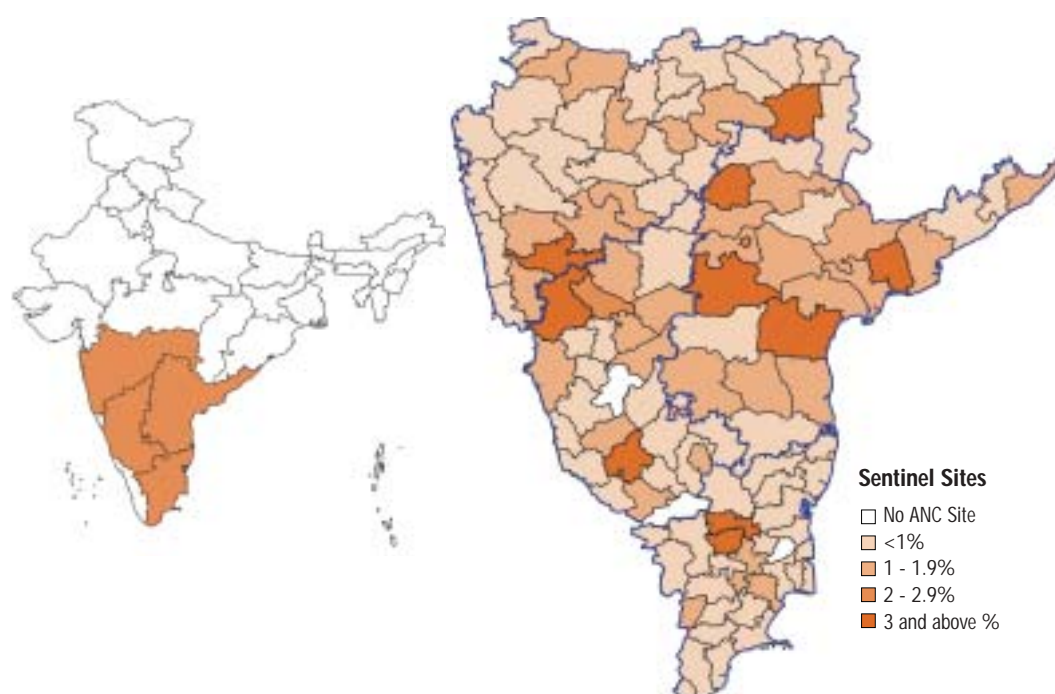 Sentinel Sites
No ANC Site
<1%
1 - 1.9%
2 - 2.9%
3 and above %